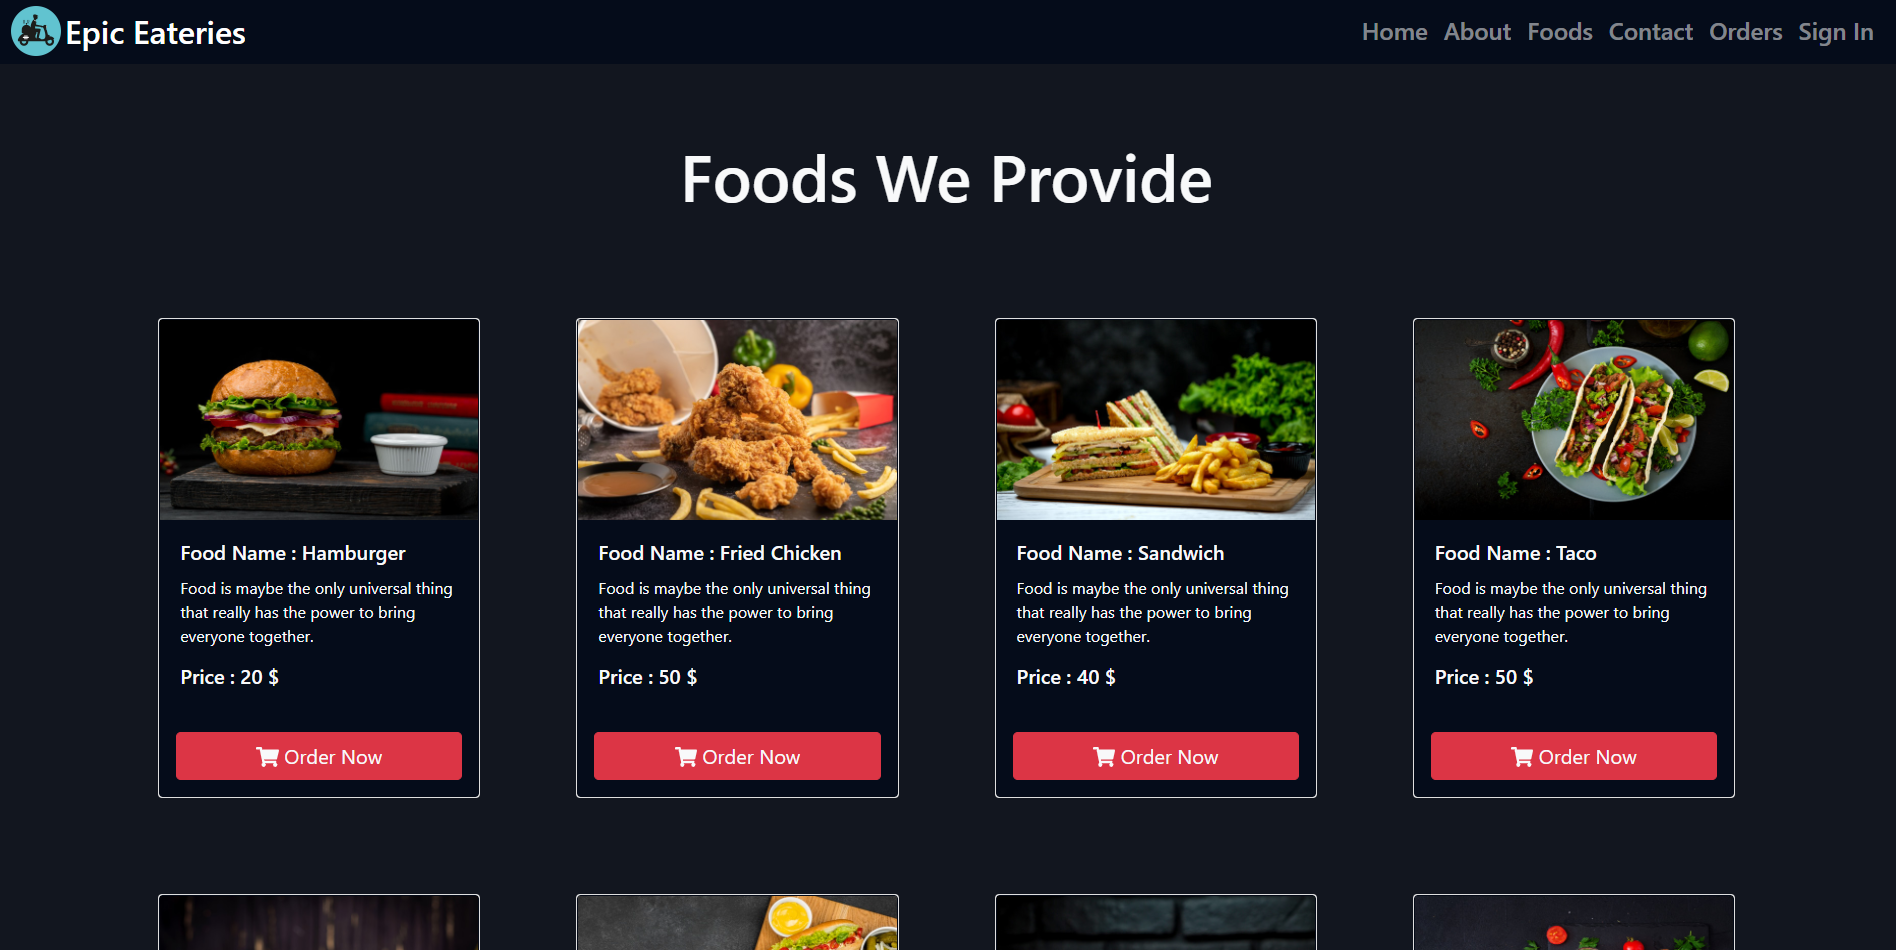 Epic Eateries
Home About Foods Contact Orders Sign In
Foods We Provide
Food Name : Hamburger
Food is maybe the only universal thing
that really has the power to bring
everyone together.
Price : 20 $
Order Now
Food Name : Fried Chicken
Food is maybe the only universal thing
that really has the power to bring
everyone together.
Price : 50 $
Order Now
Food Name : Sandwich
Food is maybe the only universal thing
that really has the power to bring
everyone together.
Price : 40 $
Order Now
Food Name : Taco
Food is maybe the only universal thing
that really has the power to bring
everyone together.
Price : 50 $
Order Now